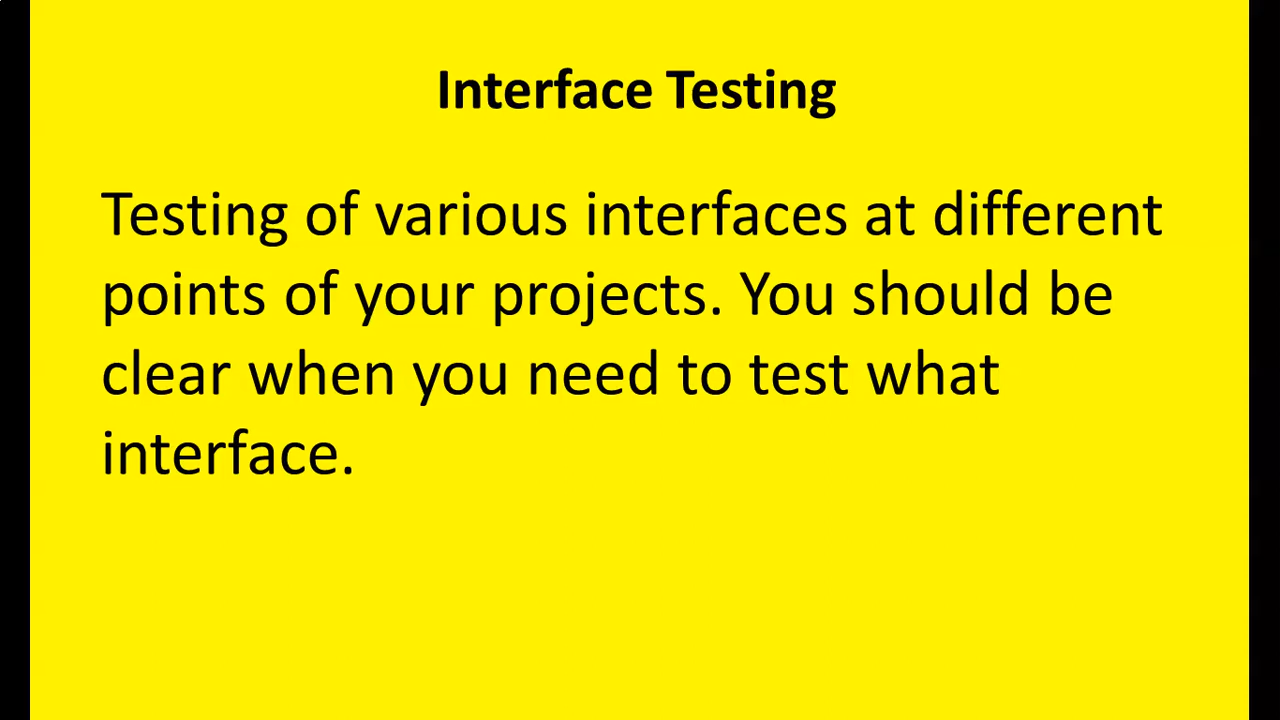 Interface Testing
Testing of various interfaces at different
points of your projects. You should be
clear when you need to test what
interface.